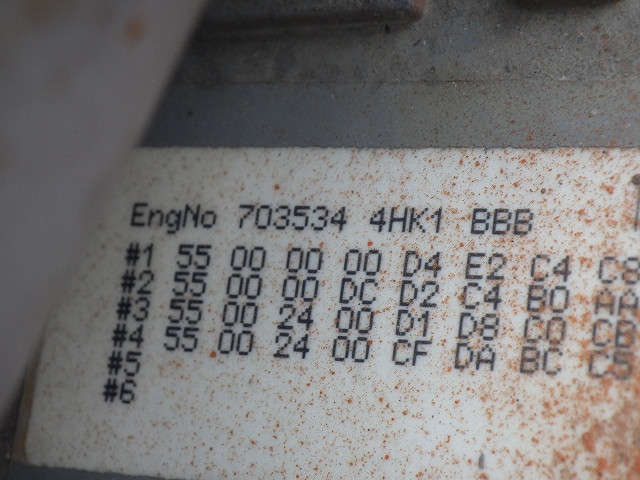 EngNo 703534 4HK1 BBB
#1 55 00 00 00 D4 E2 C4 C8
#2 55 00 00 DC D2 C4 B0 AA
#3 55 00 24 00 D1 D8 C0 CB
#4 55 00 24 00 CF DA BC C5
#5
#6